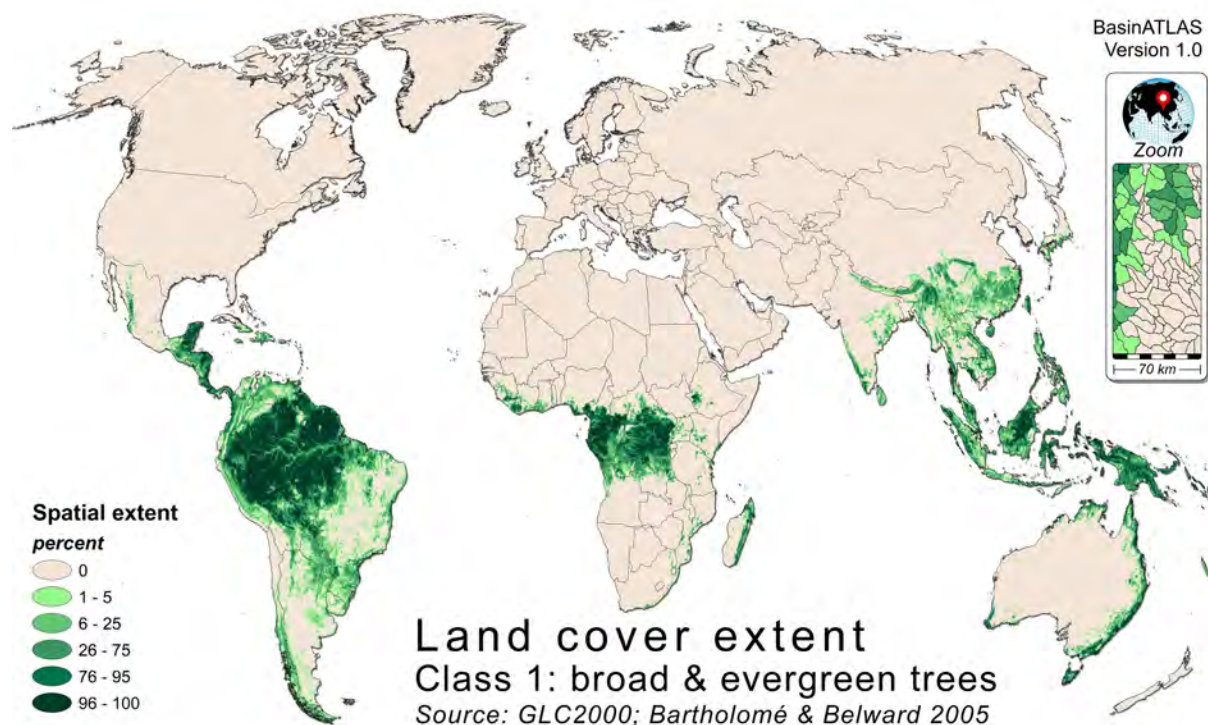 BasinATLAS
Version 1.0
Zoom
70 km
Spatial extent
percent
0
1 - 5
6 - 25
26 - 75
76 - 95
96 - 100
Land cover extent
Class 1: broad & evergreen trees
Source: GLC2000; Bartholomé & Belward 2005